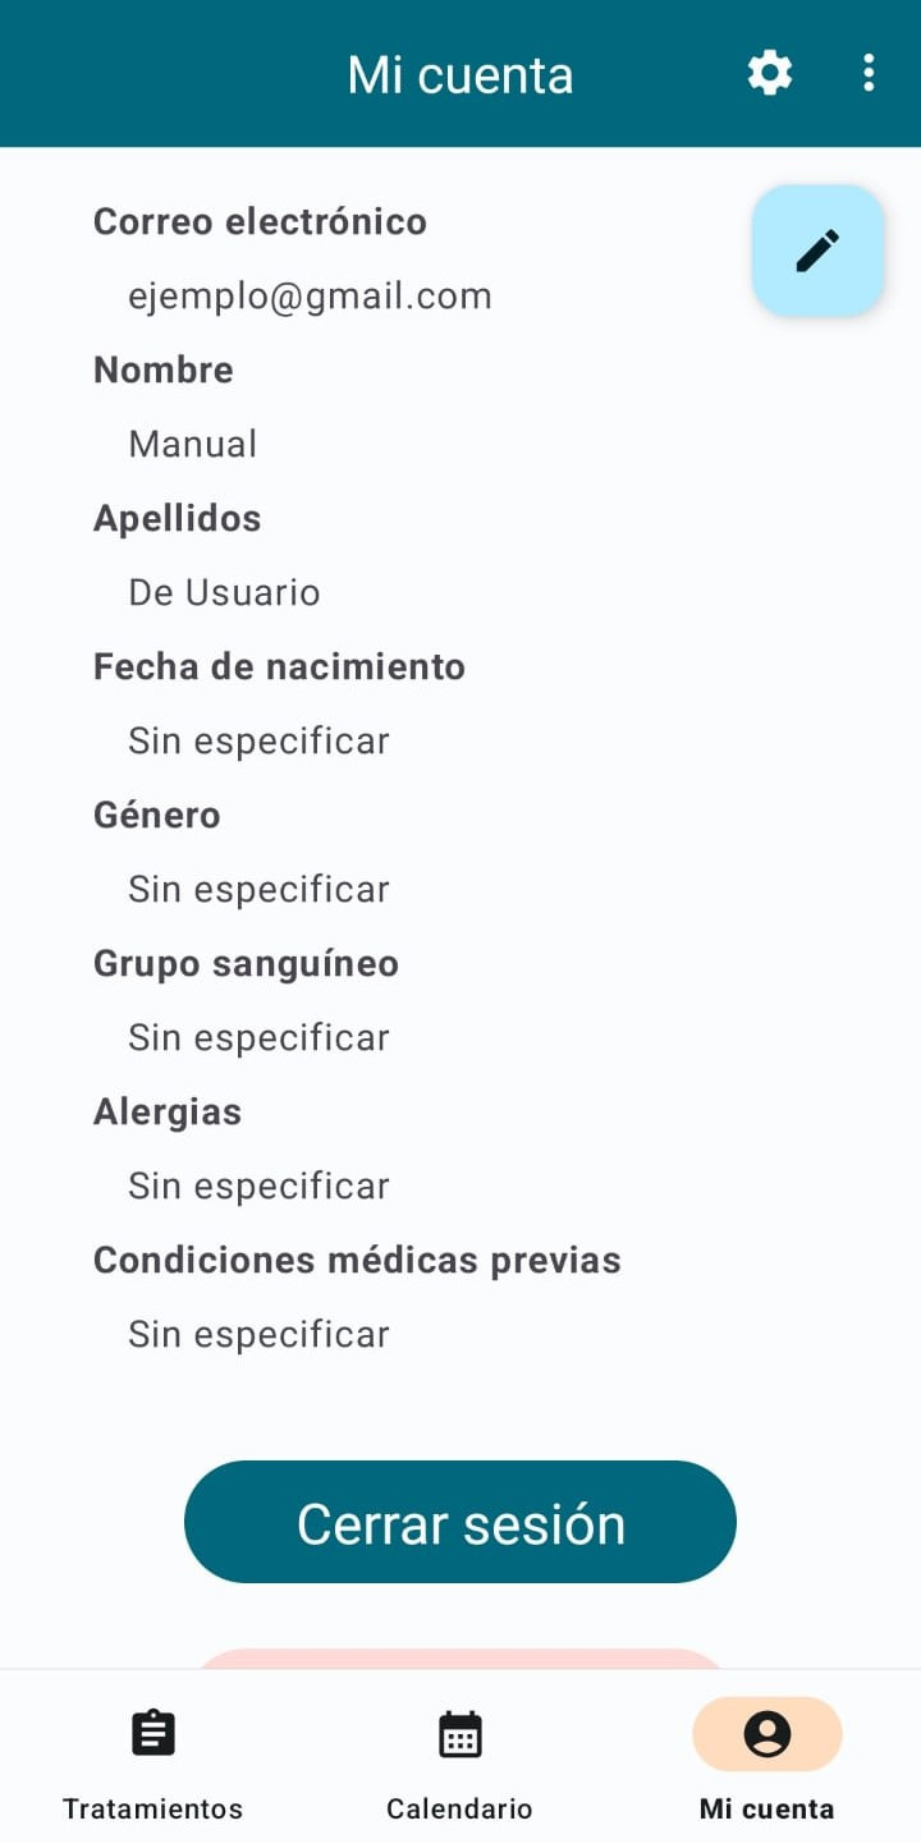 Mi cuenta
Correo electrónico
ejemplo@gmail.com
Nombre
Manual
Apellidos
De Usuario
Fecha de nacimiento
Sin especificar
Género
Sin especificar
Grupo sanguíneo
Sin especificar
Alergias
Sin especificar
Condiciones médicas previas
Sin especificar
Cerrar sesión
Tratamientos
Calendario
Mi cuenta